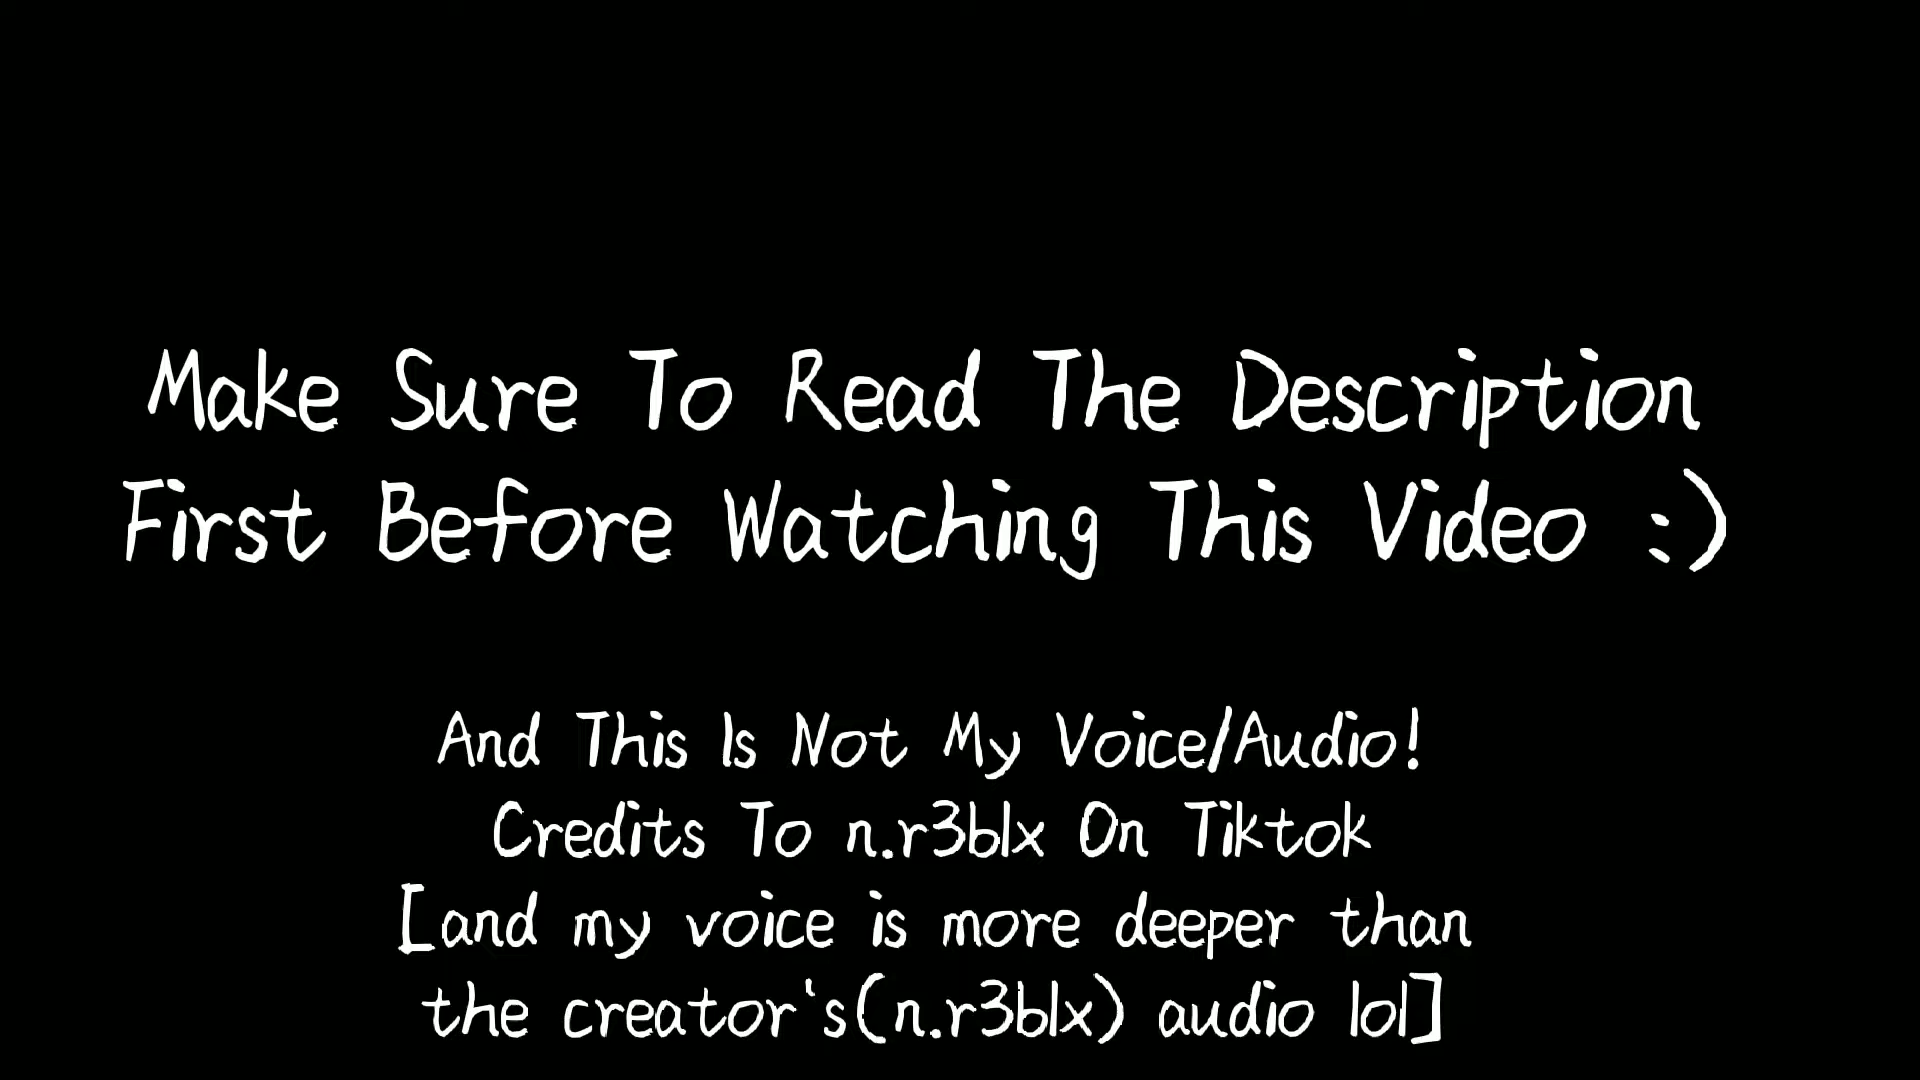 Make Sure To Read The Description
First Before Watching This Video :)
And This Is Not My Voice/Audio!
Credits To n.r3blx On Tiktok
[and my voice is more deeper than
the creator's(n.r3blx) audio lol]